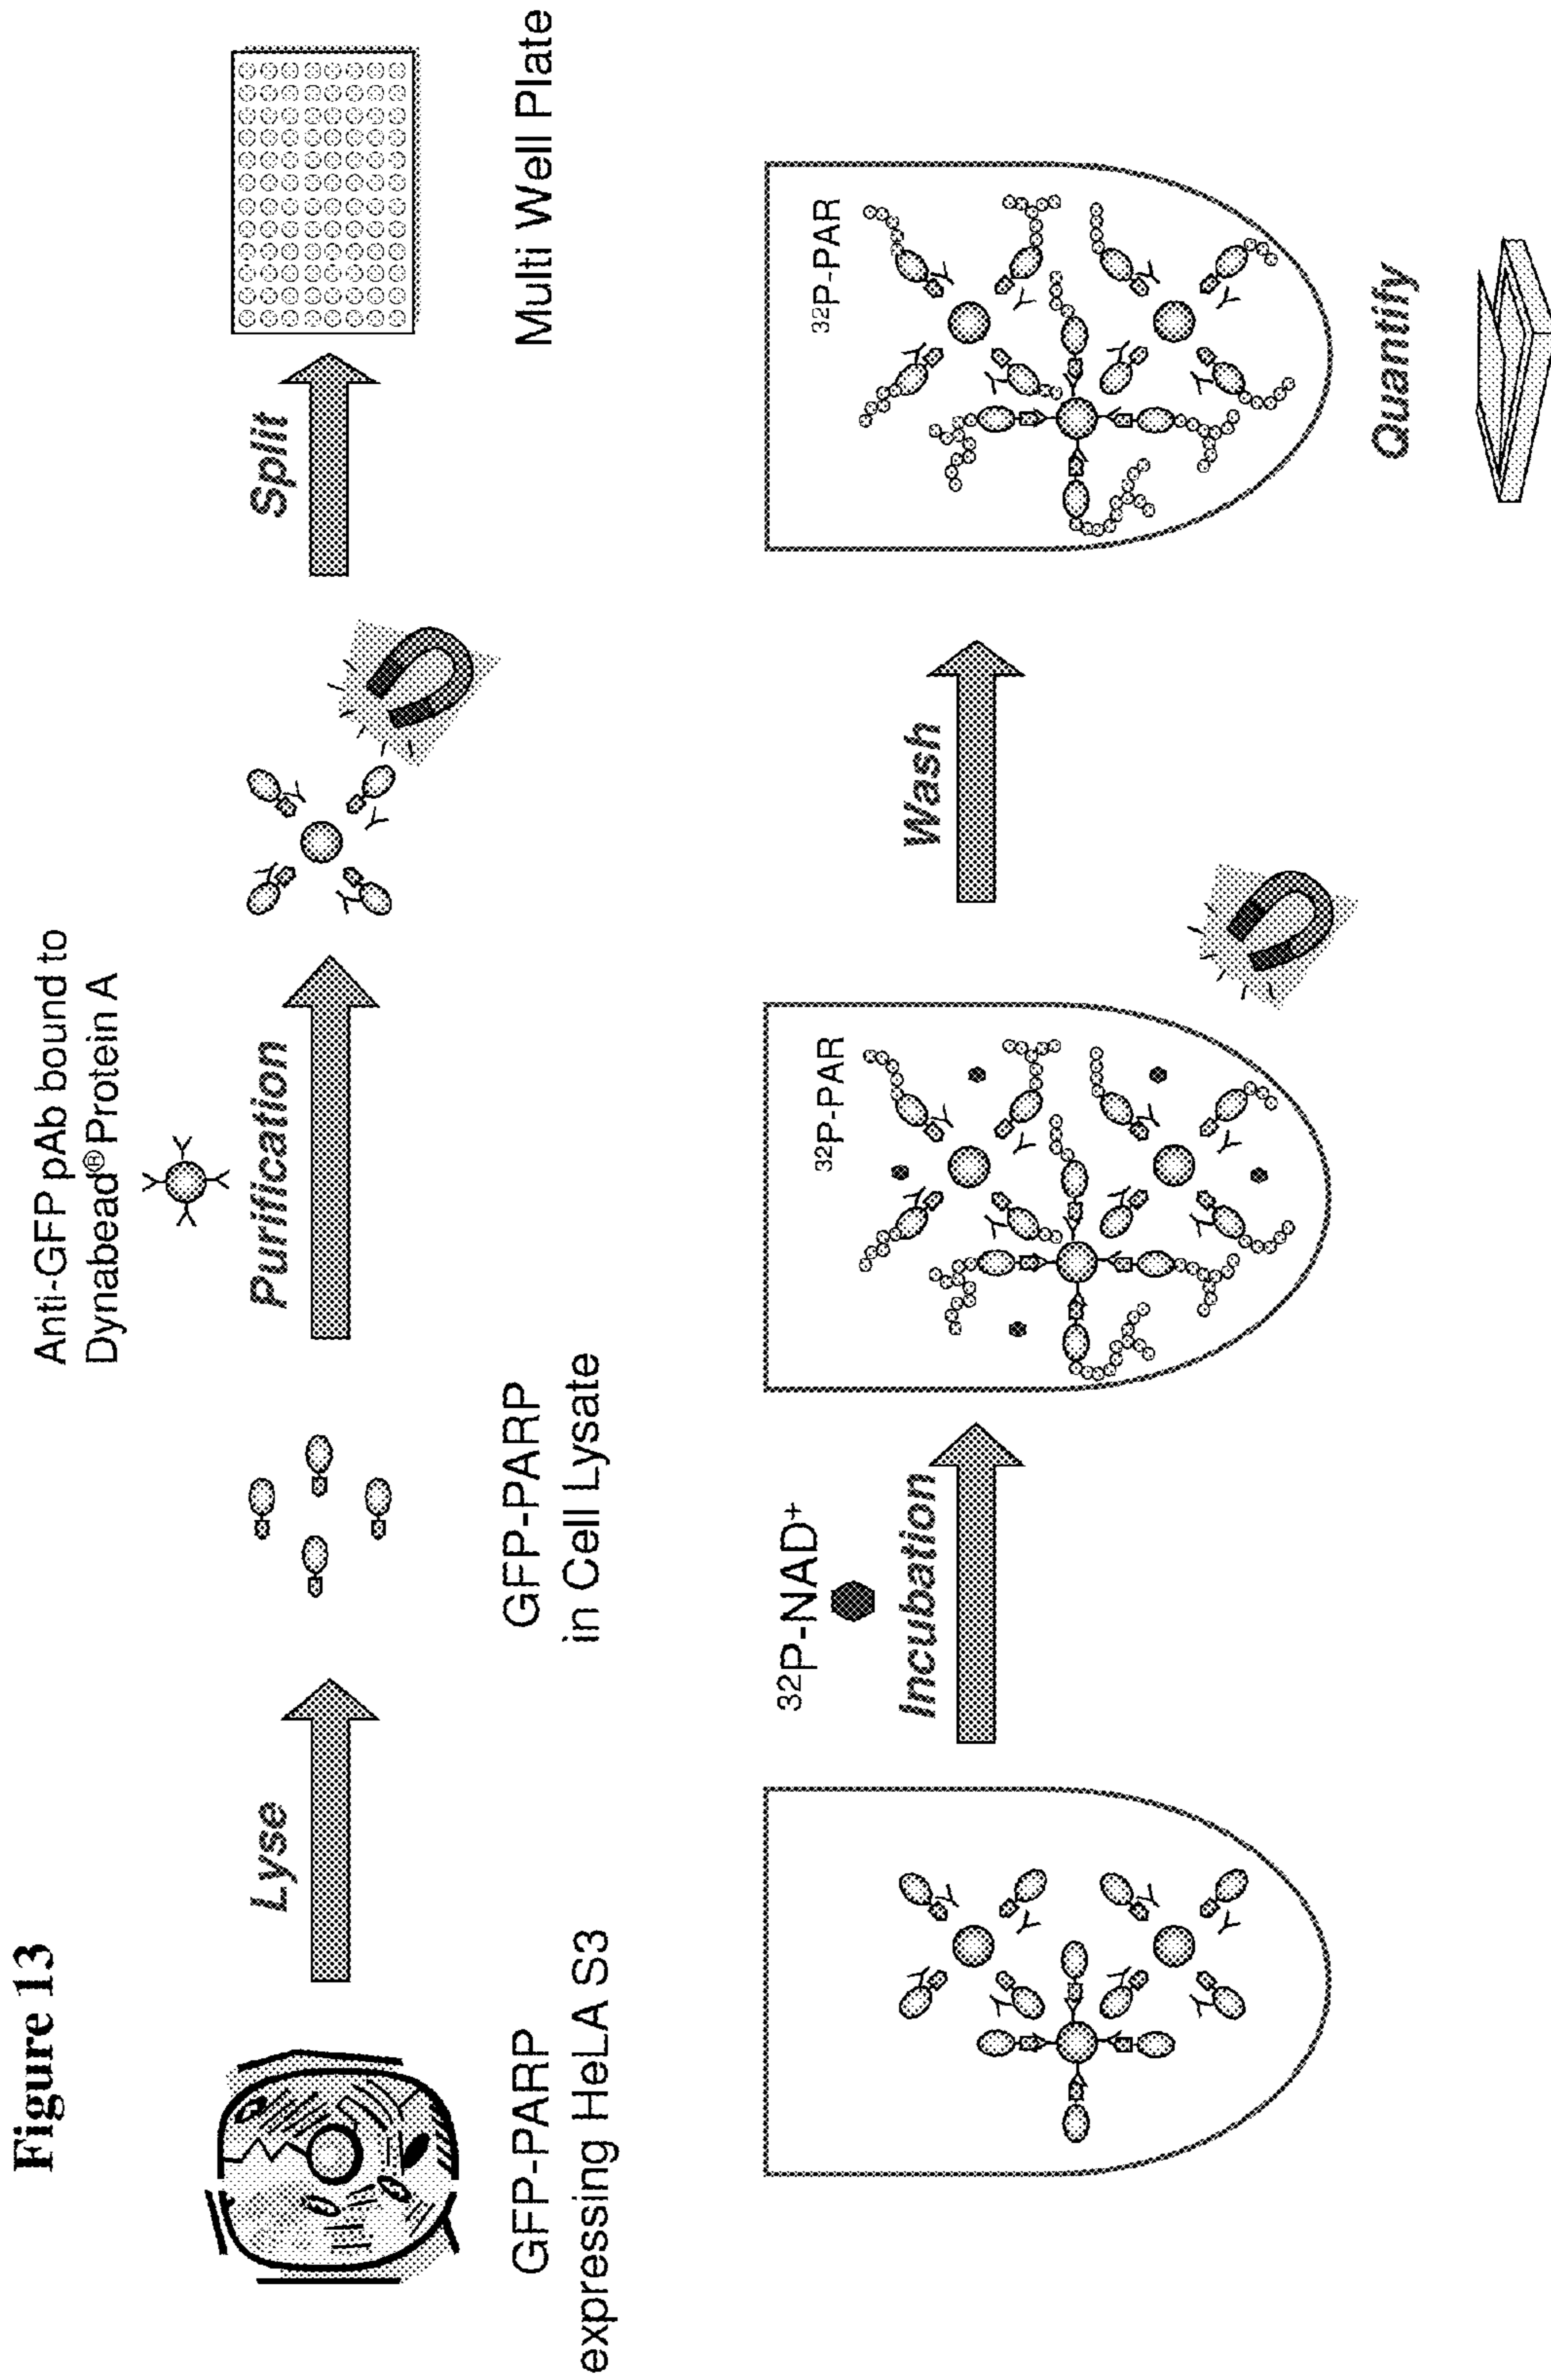 Figure 13
Anti-GFP pAb bound to
Dynabead® Protein A
Lyse
Purification
Split
GFP-PARP
expressing HeLA S3
GFP-PARP
in Cell Lysate
Multi Well Plate
³²P-NAD⁺
Incubation
³²P-PAR
Wash
³²P-PAR
Quantify